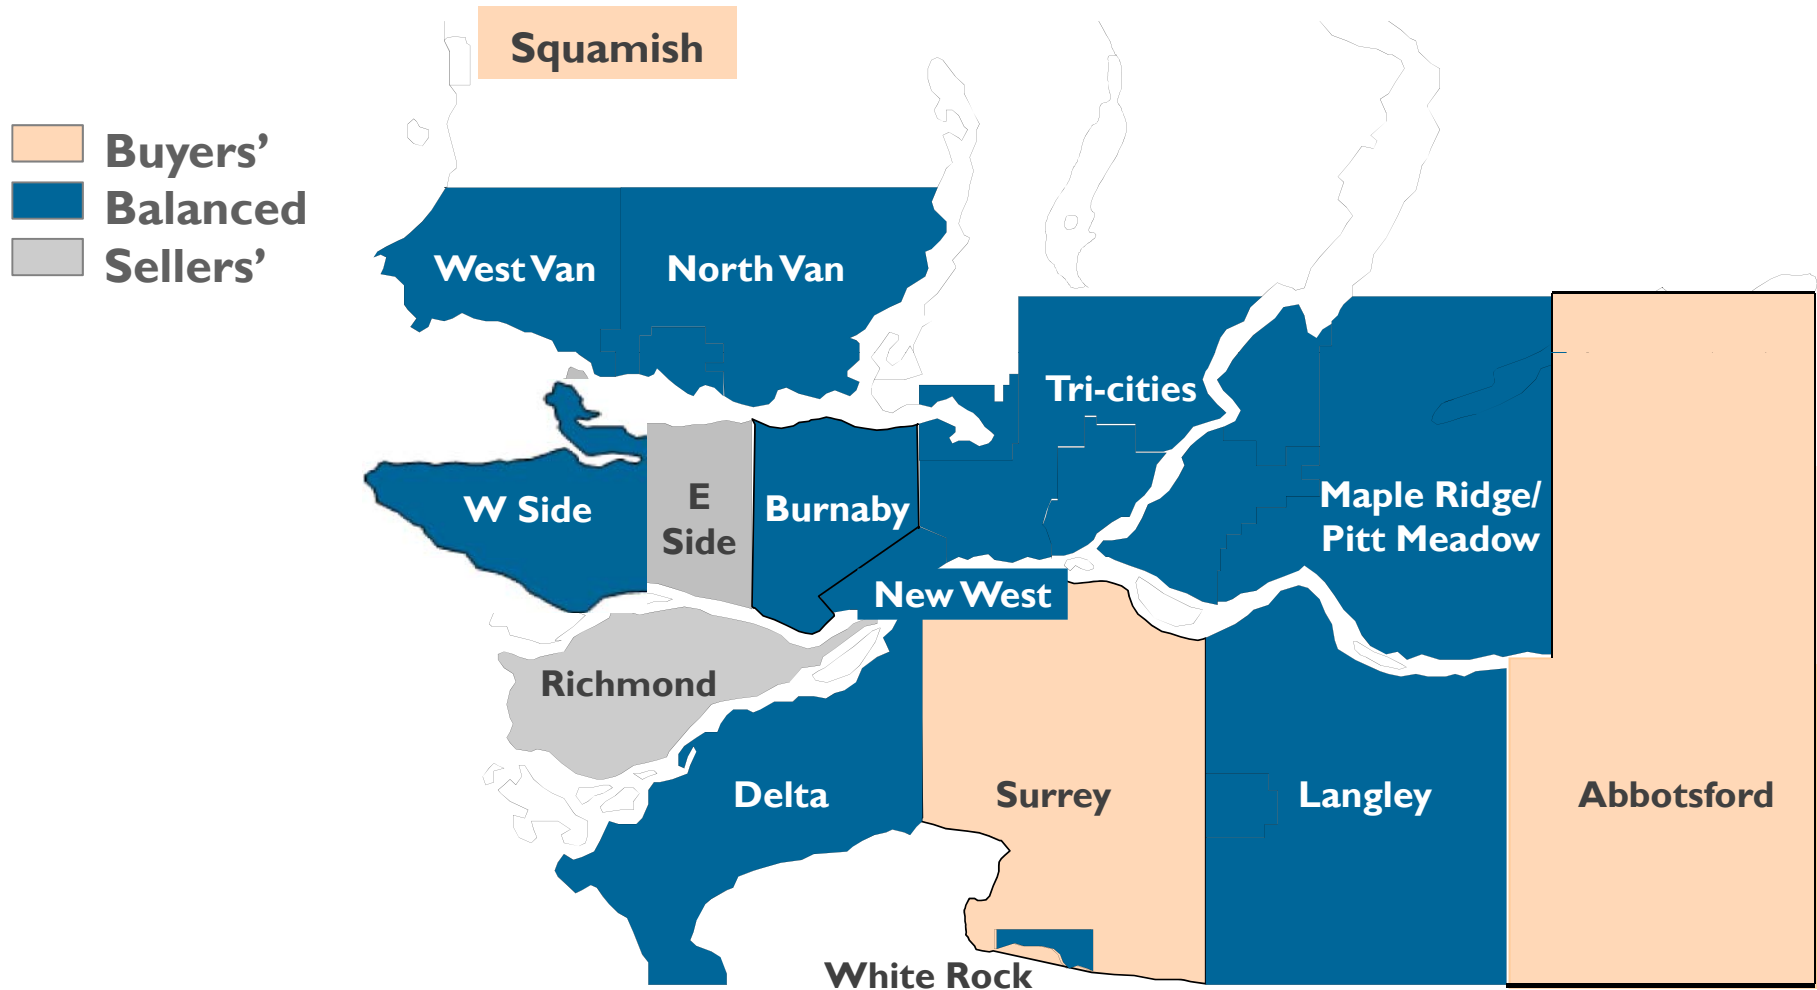 Squamish
Buyers’
Balanced
Sellers’
West Van
North Van
Tri-cities
W Side
E
Side
Burnaby
Maple Ridge/
Pitt Meadow
New West
Richmond
Delta
Surrey
Langley
Abbotsford
White Rock